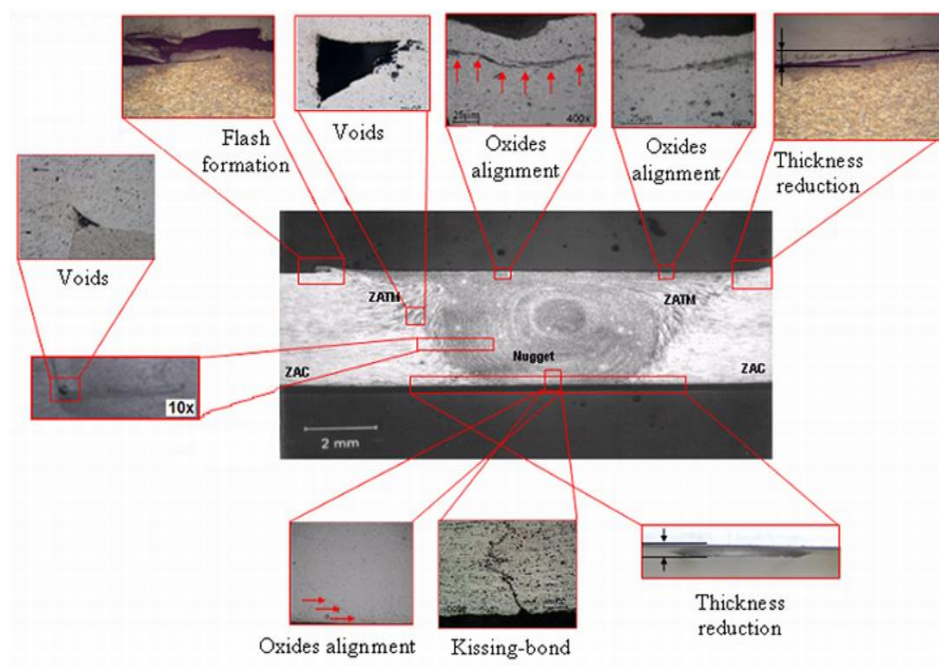 Flash
formation
Voids
25µm
400x
Oxides
alignment
25µm
Oxides
alignment
Thickness
reduction
Voids
10x
ZATM
ZATM
Nugget
ZAC
ZAC
2 mm
Oxides alignment
Kissing-bond
Thickness
reduction